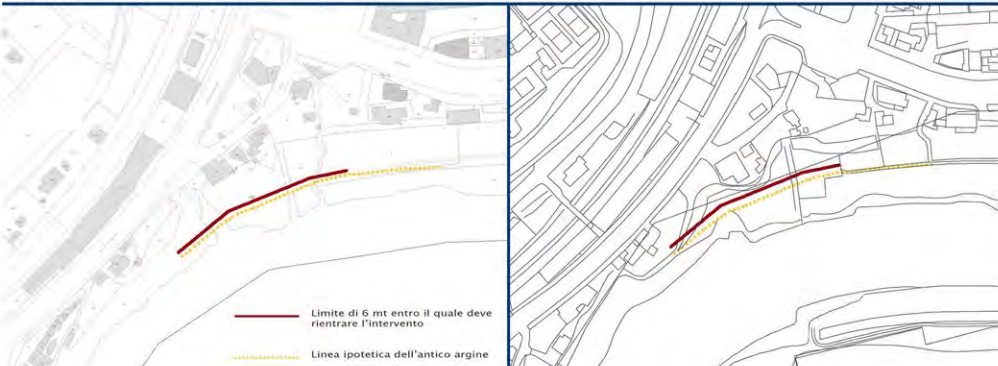 Limite di 6 mt entro il quale deve
rientrare l'intervento
Linea ipotetica dell'antico argine